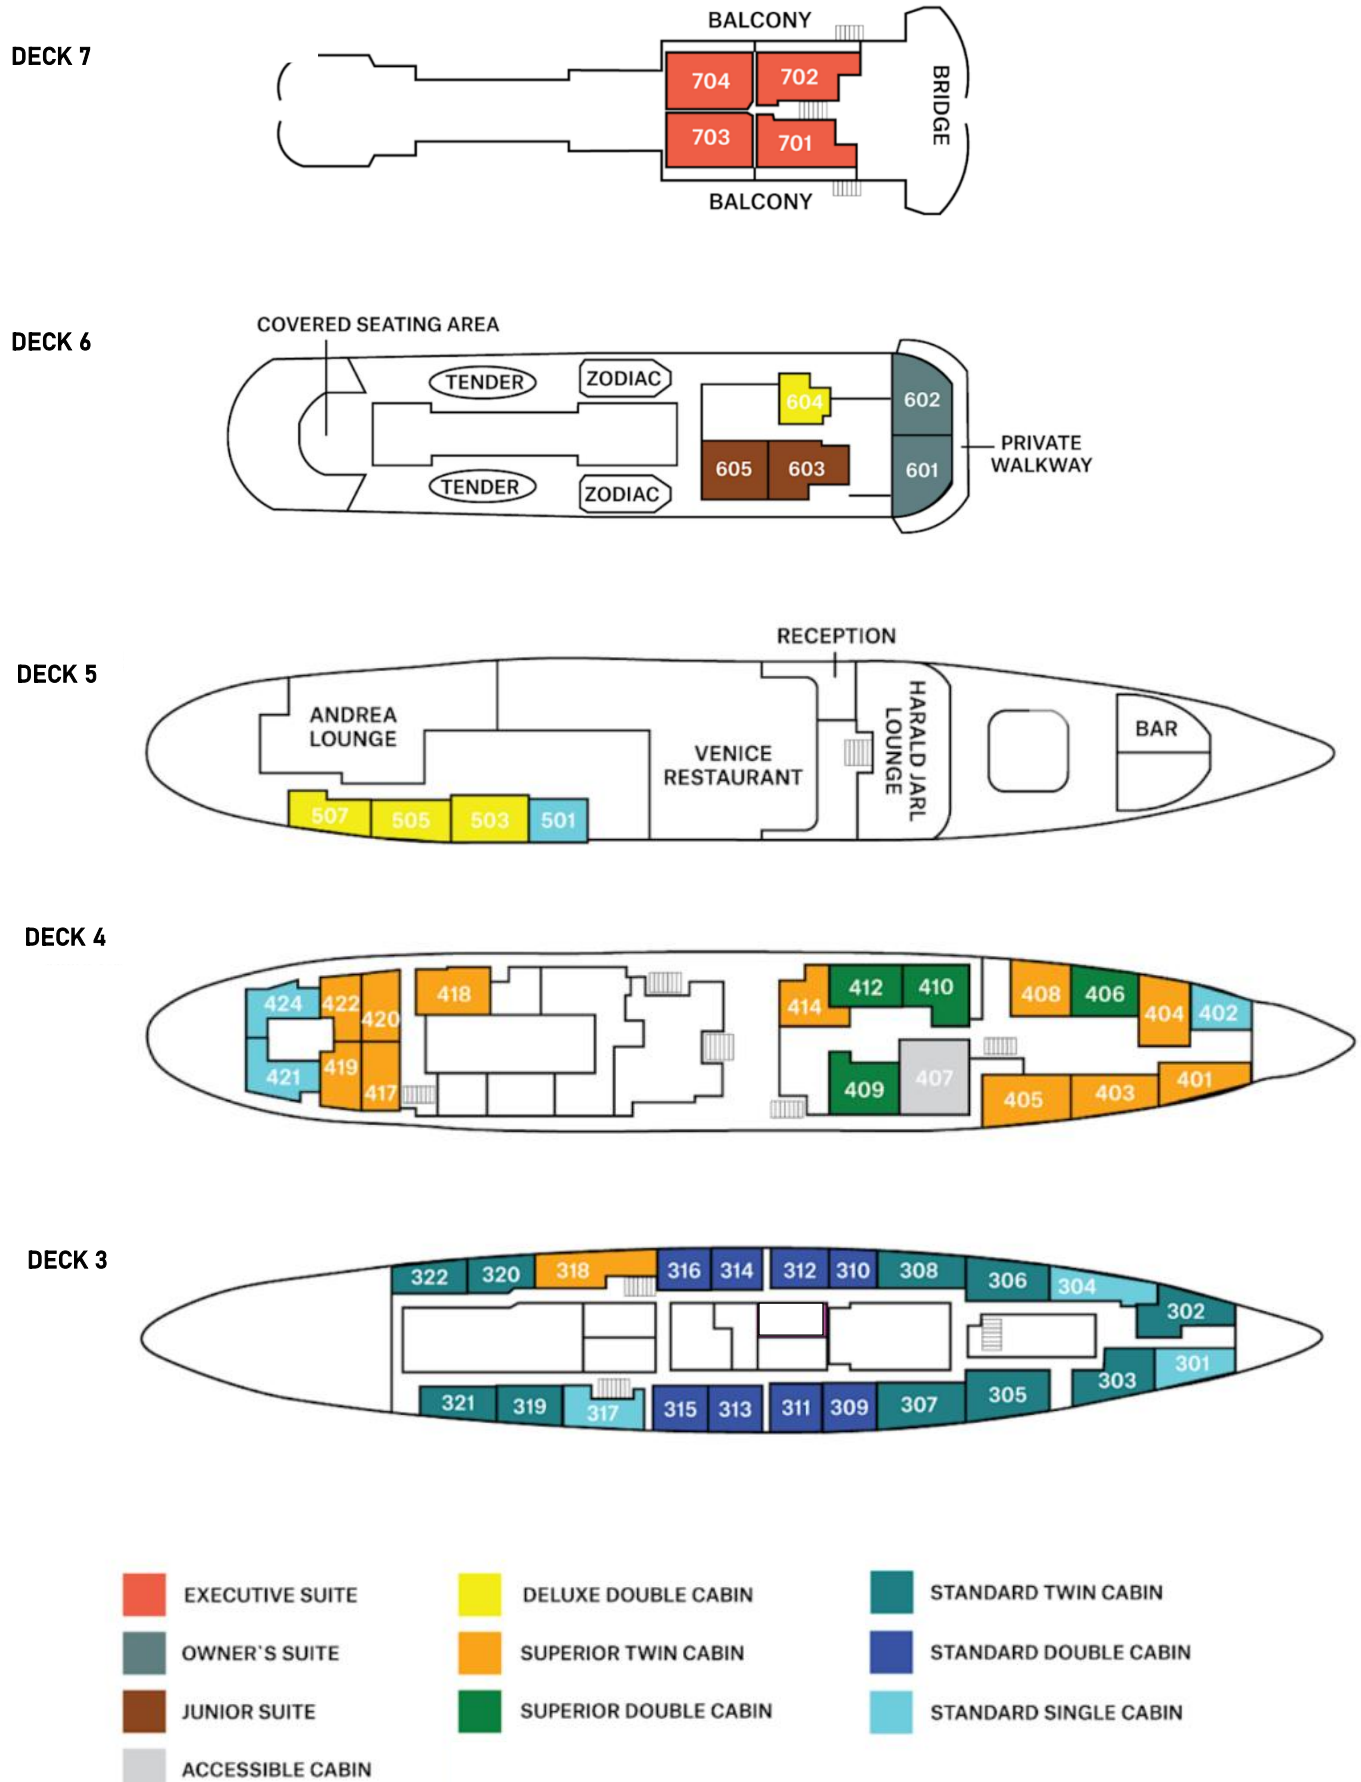 BALCONY
DECK 7
704
702
703
701
BRIDGE
BALCONY
COVERED SEATING AREA
DECK 6
TENDER
ZODIAC
604
602
605
603
601
PRIVATE
WALKWAY
TENDER
ZODIAC
RECEPTION
DECK 5
ANDREA
LOUNGE
VENICE
RESTAURANT
HARALD JARL
LOUNGE
BAR
507
505
503
501
DECK 4
424
422
420
418
414
412
410
408
406
404
402
421
419
417
409
407
405
403
401
DECK 3
322
320
318
316
314
312
310
308
306
304
302
321
319
317
315
313
311
309
307
305
303
301
EXECUTIVE SUITE
DELUXE DOUBLE CABIN
STANDARD TWIN CABIN
OWNER`S SUITE
SUPERIOR TWIN CABIN
STANDARD DOUBLE CABIN
JUNIOR SUITE
SUPERIOR DOUBLE CABIN
STANDARD SINGLE CABIN
ACCESSIBLE CABIN